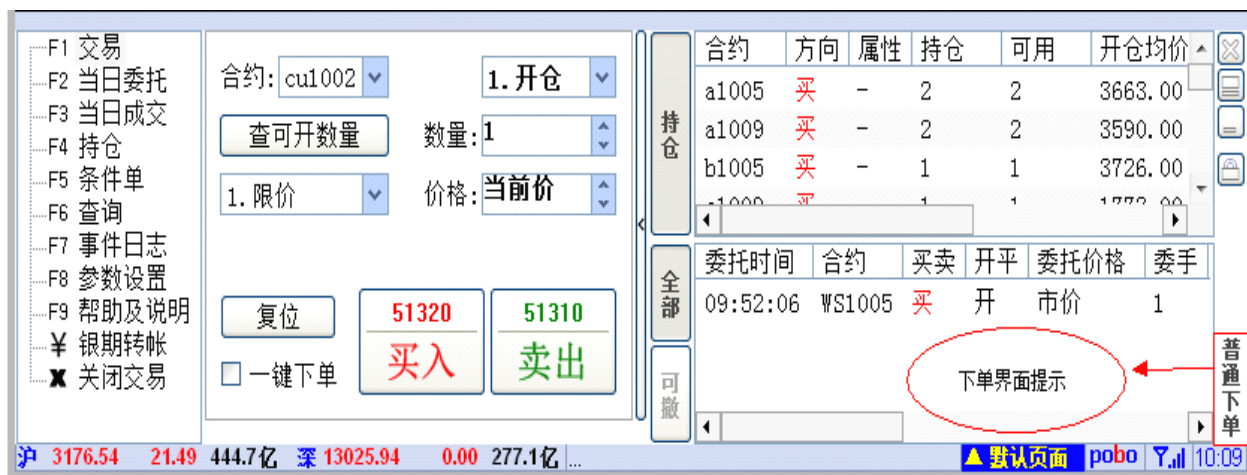 F1 交易
F2 当日委托
F3 当日成交
F4 持仓
F5 条件单
F6 查询
F7 事件日志
F8 参数设置
F9 帮助及说明
¥ 银期转帐
✖ 关闭交易
合约: cu1002 1. 开仓
查可开数量 数量: 1
1. 限价 价格: 当前价
复位
一键下单
51320
买入
51310
卖出
持仓
全部
可撤
合约 方向 属性 持仓 可用 开仓均价
a1005 买 - 2 2 3663.00
a1009 买 - 2 2 3590.00
b1005 买 - 1 1 3726.00
委托时间 合约 买卖 开平 委托价格 委手
09:52:06 WS1005 买 开 市价 1
下单界面提示
普通下单
沪 3176.54 21.49 444.7亿 深 13025.94 0.00 277.1亿 ... 默认页面 pobo 10:09